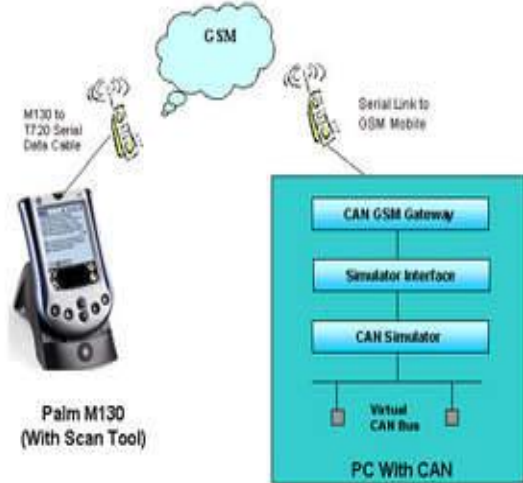 GSM
M130 to
T720 Serial
Data Cable
Serial Link to
GSM Mobile
CAN GSM Gateway
Simulator Interface
CAN Simulator
Virtual
CAN Bus
Palm M130
(With Scan Tool)
PC With CAN